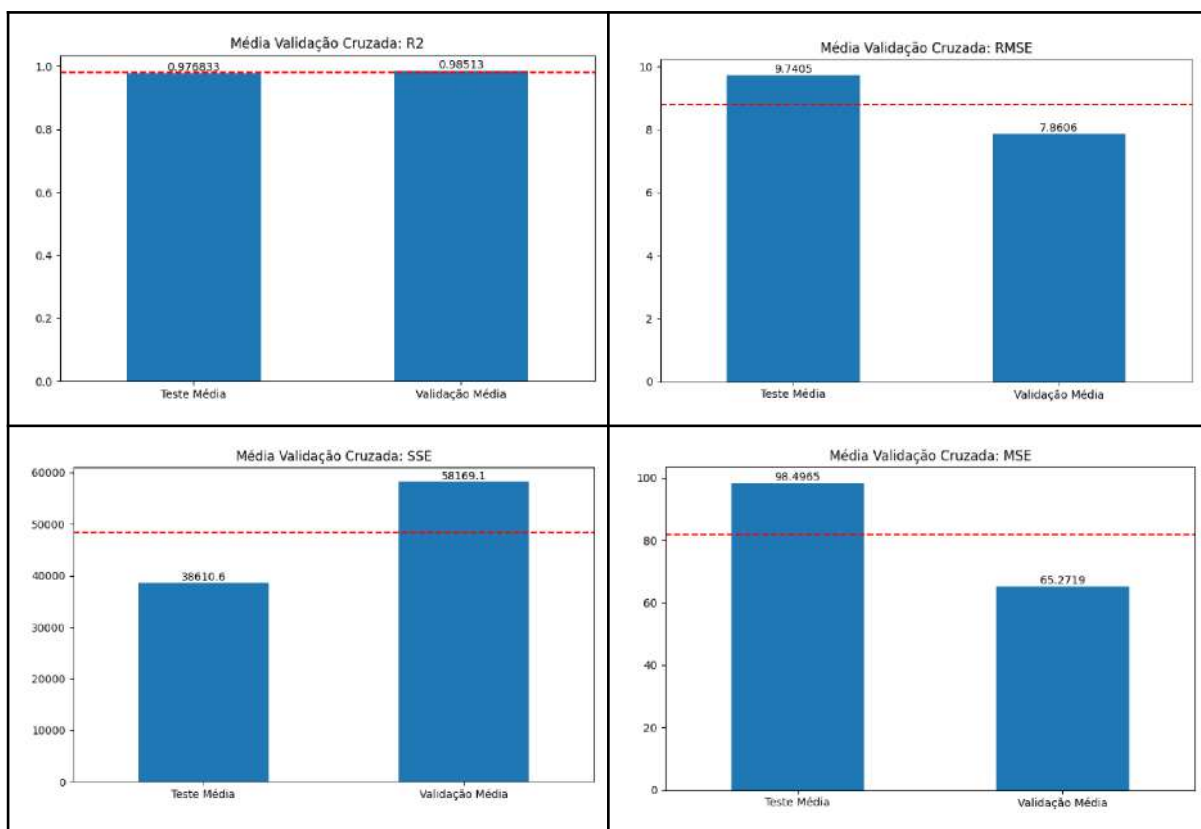 Média Validação Cruzada: R2
1.0
0.8
0.6
0.4
0.2
0.0
0.976833
0.98513
Teste Média
Validação Média
Média Validação Cruzada: RMSE
10
8
6
4
2
0
9.7405
7.8606
Teste Média
Validação Média
Média Validação Cruzada: SSE
60000
50000
40000
30000
20000
10000
0
38610.6
58169.1
Teste Média
Validação Média
Média Validação Cruzada: MSE
100
80
60
40
20
0
98.4965
65.2719
Teste Média
Validação Média